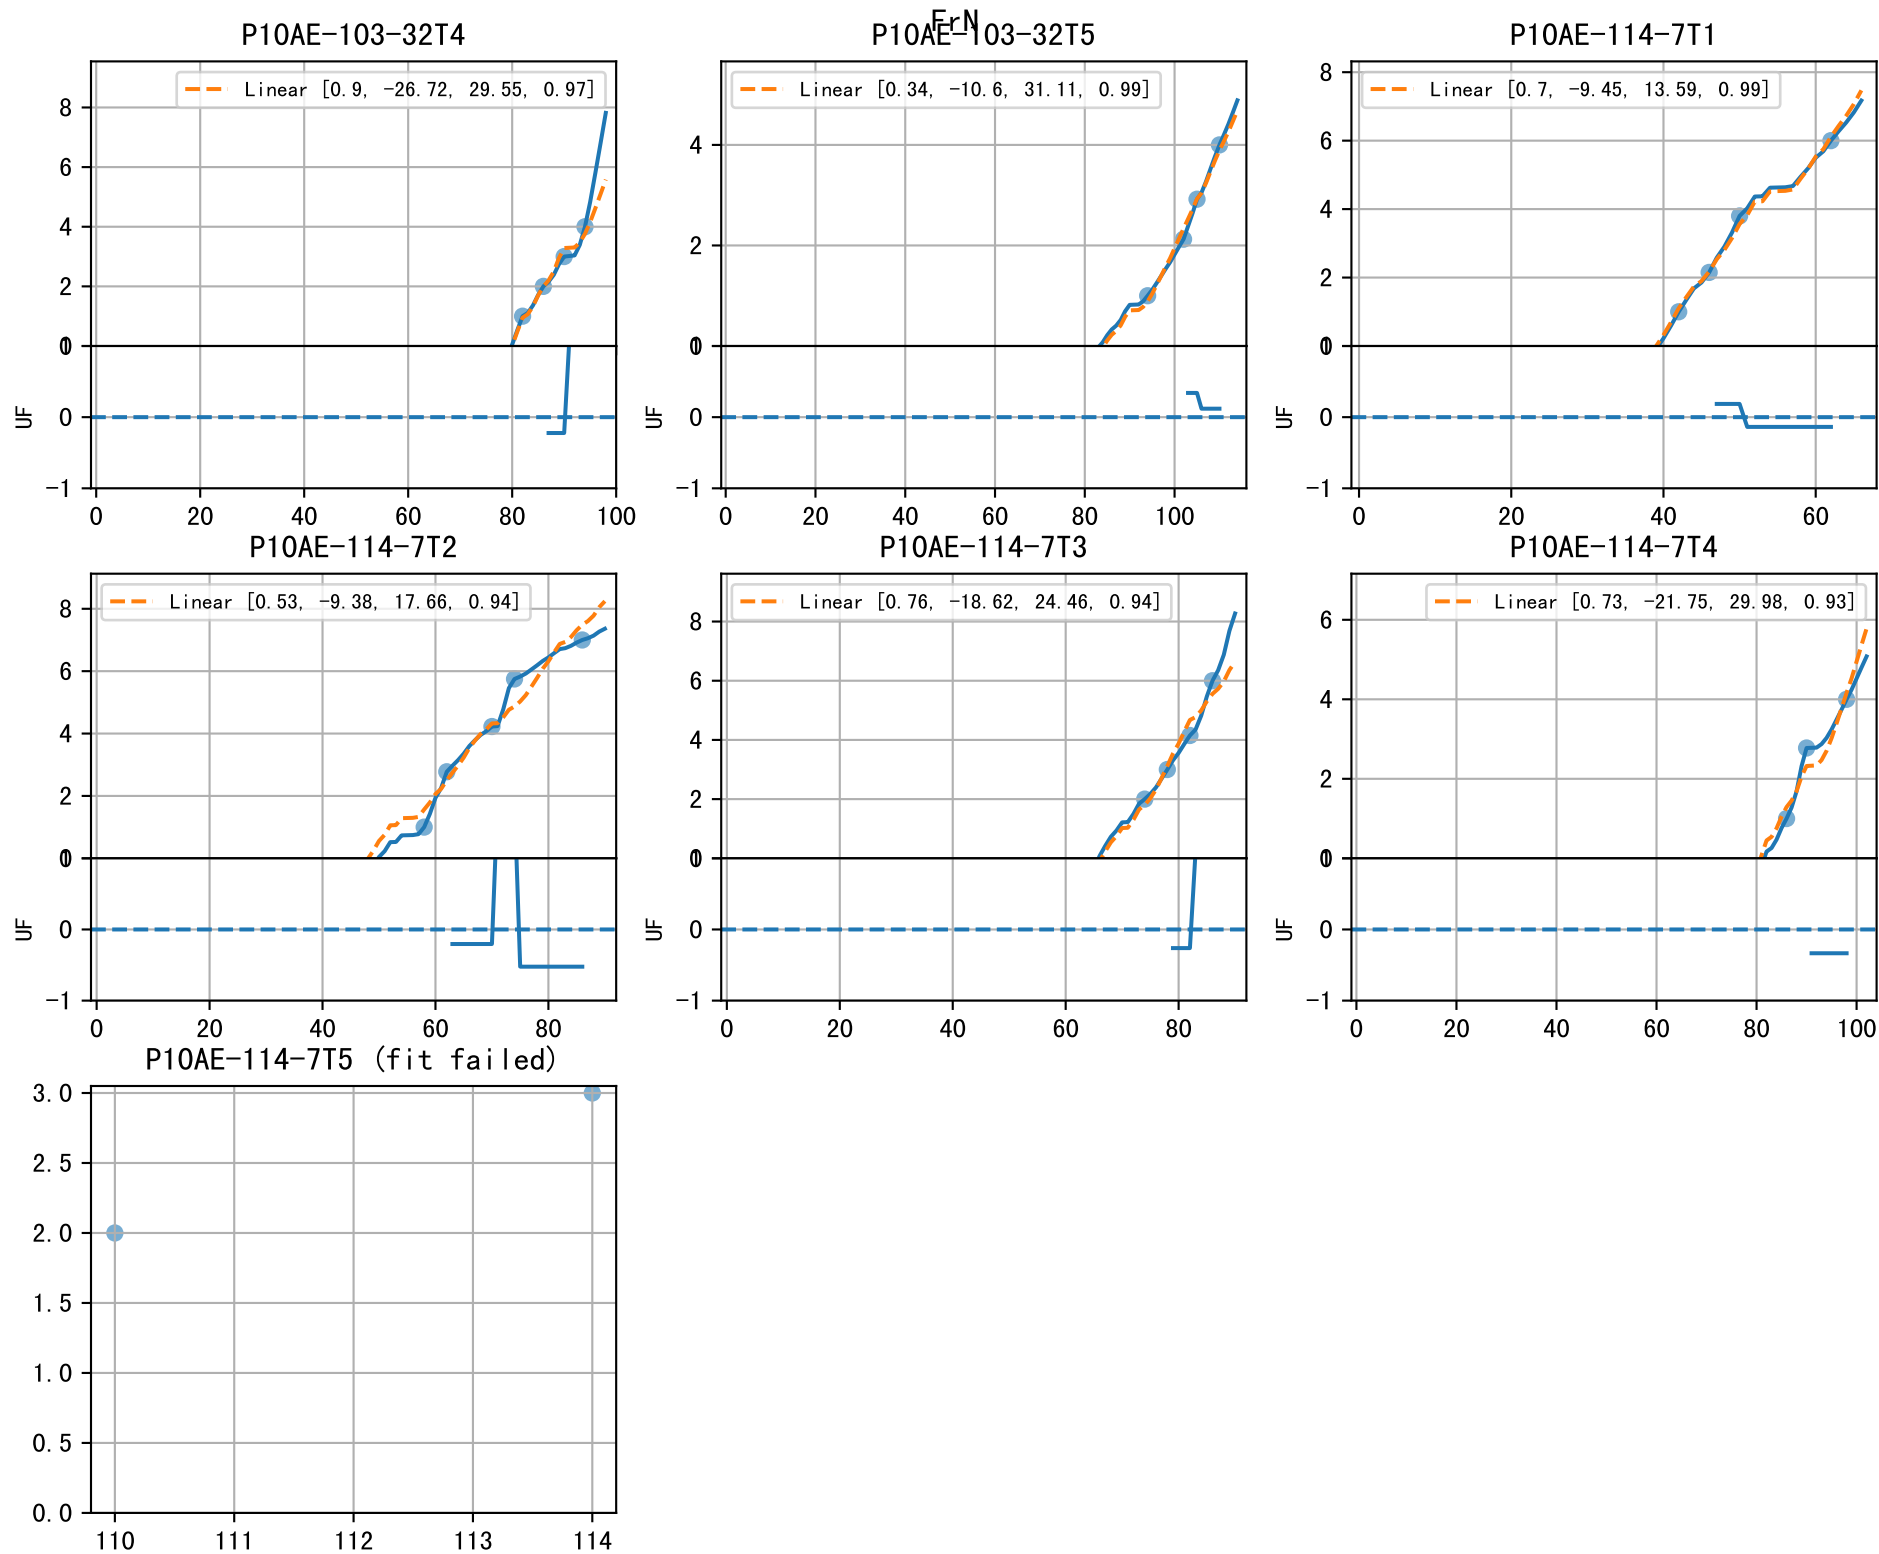 FrN
P10AE-103-32T4
P10AE-103-32T5
P10AE-114-7T1
Linear [0.9, -26.72, 29.55, 0.97]
8
6
4
2
0
1
UF
0
-1
0 20 40 60 80 100
Linear [0.34, -10.6, 31.11, 0.99]
4
2
0
1
UF
0
-1
0 20 40 60 80 100
Linear [0.7, -9.45, 13.59, 0.99]
8
6
4
2
0
1
UF
0
-1
0 20 40 60
P10AE-114-7T2
P10AE-114-7T3
P10AE-114-7T4
Linear [0.53, -9.38, 17.66, 0.94]
8
6
4
2
0
1
UF
0
-1
0 20 40 60 80
Linear [0.76, -18.62, 24.46, 0.94]
8
6
4
2
0
1
UF
0
-1
0 20 40 60 80
Linear [0.73, -21.75, 29.98, 0.93]
6
4
2
0
1
UF
0
-1
0 20 40 60 80 100
P10AE-114-7T5 (fit failed)
3.0
2.5
2.0
1.5
1.0
0.5
0.0
110 111 112 113 114